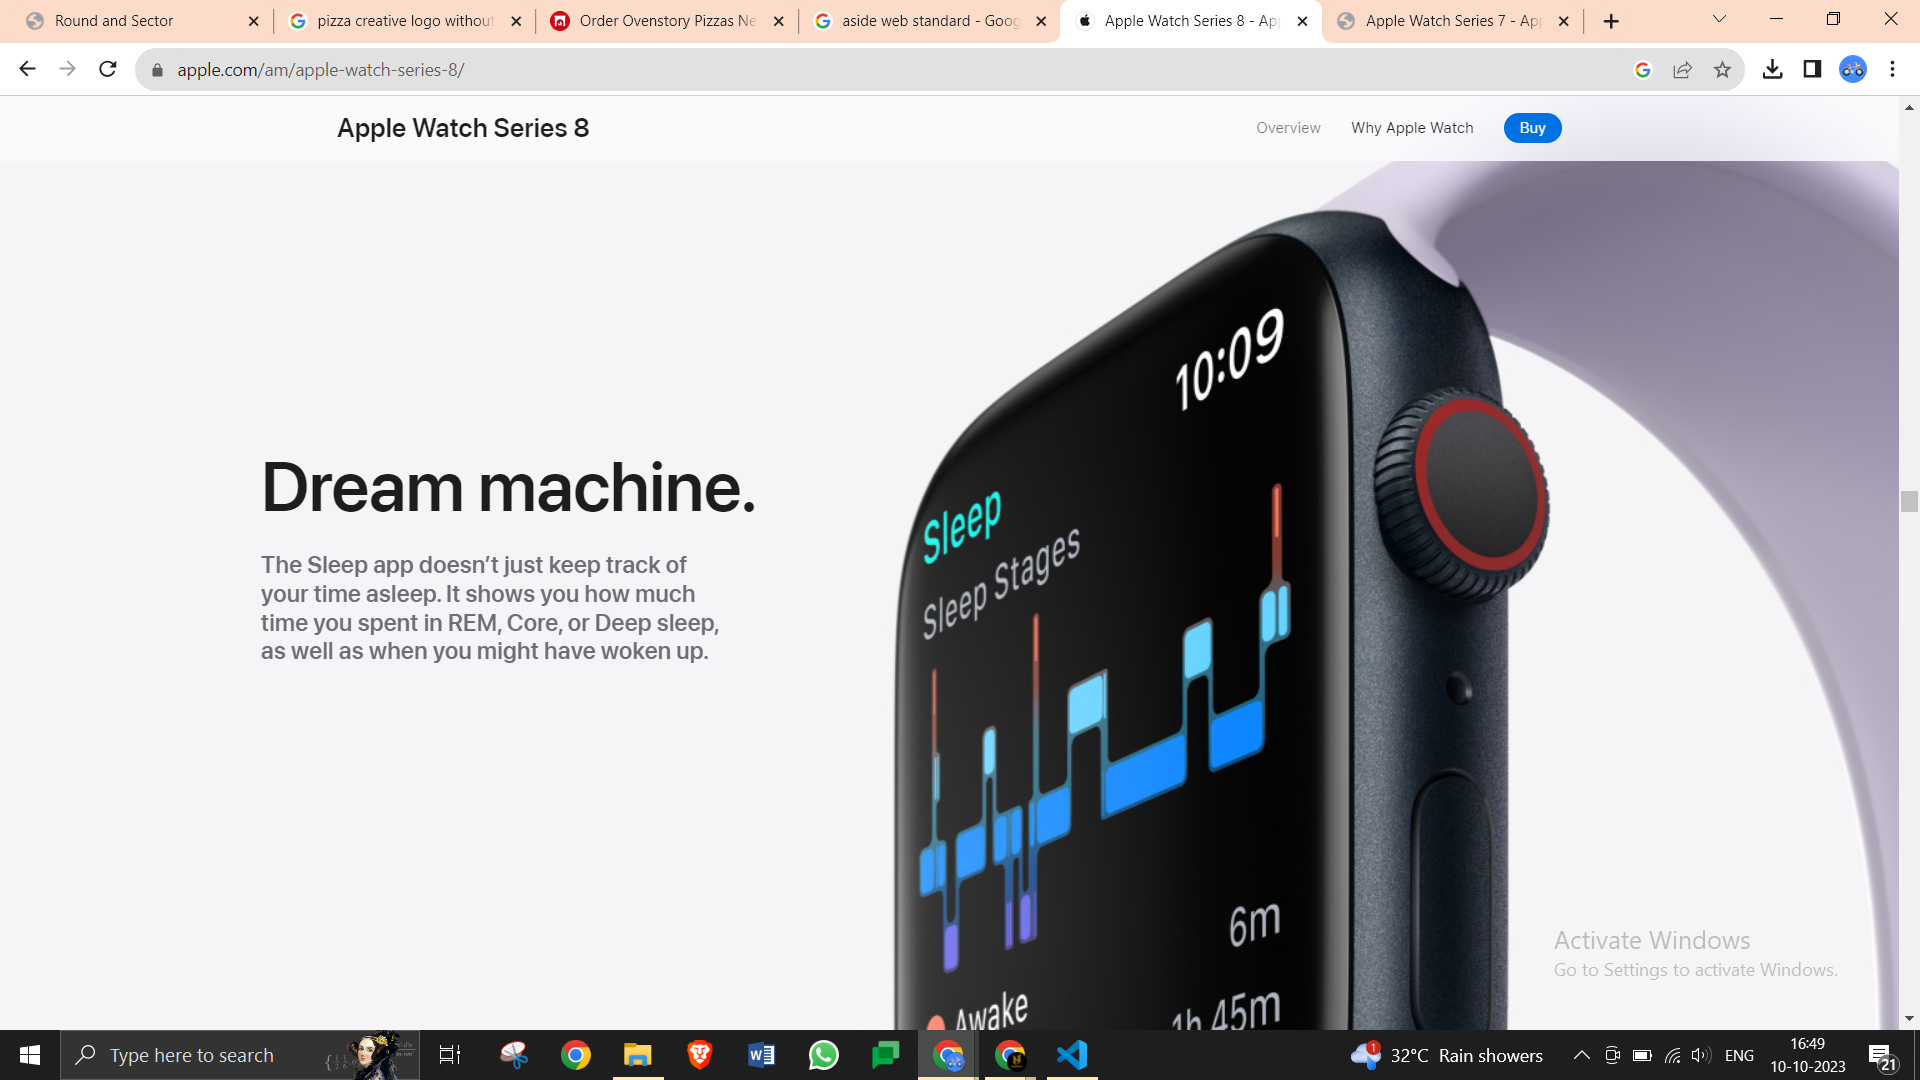 Round and Sector
pizza creative logo without
Order Ovenstory Pizzas Ne
aside web standard - Goog
Apple Watch Series 8 - Ap
Apple Watch Series 7 - Ap
apple.com/am/apple-watch-series-8/
Apple Watch Series 8
Overview
Why Apple Watch
Buy
10:09
Sleep
Sleep Stages
Dream machine.
The Sleep app doesn’t just keep track of
your time asleep. It shows you how much
time you spent in REM, Core, or Deep sleep,
as well as when you might have woken up.
6m
Awake
1h 45m
Activate Windows
Go to Settings to activate Windows.
Type here to search
1
32°C Rain showers
ENG
16:49
10-10-2023
21